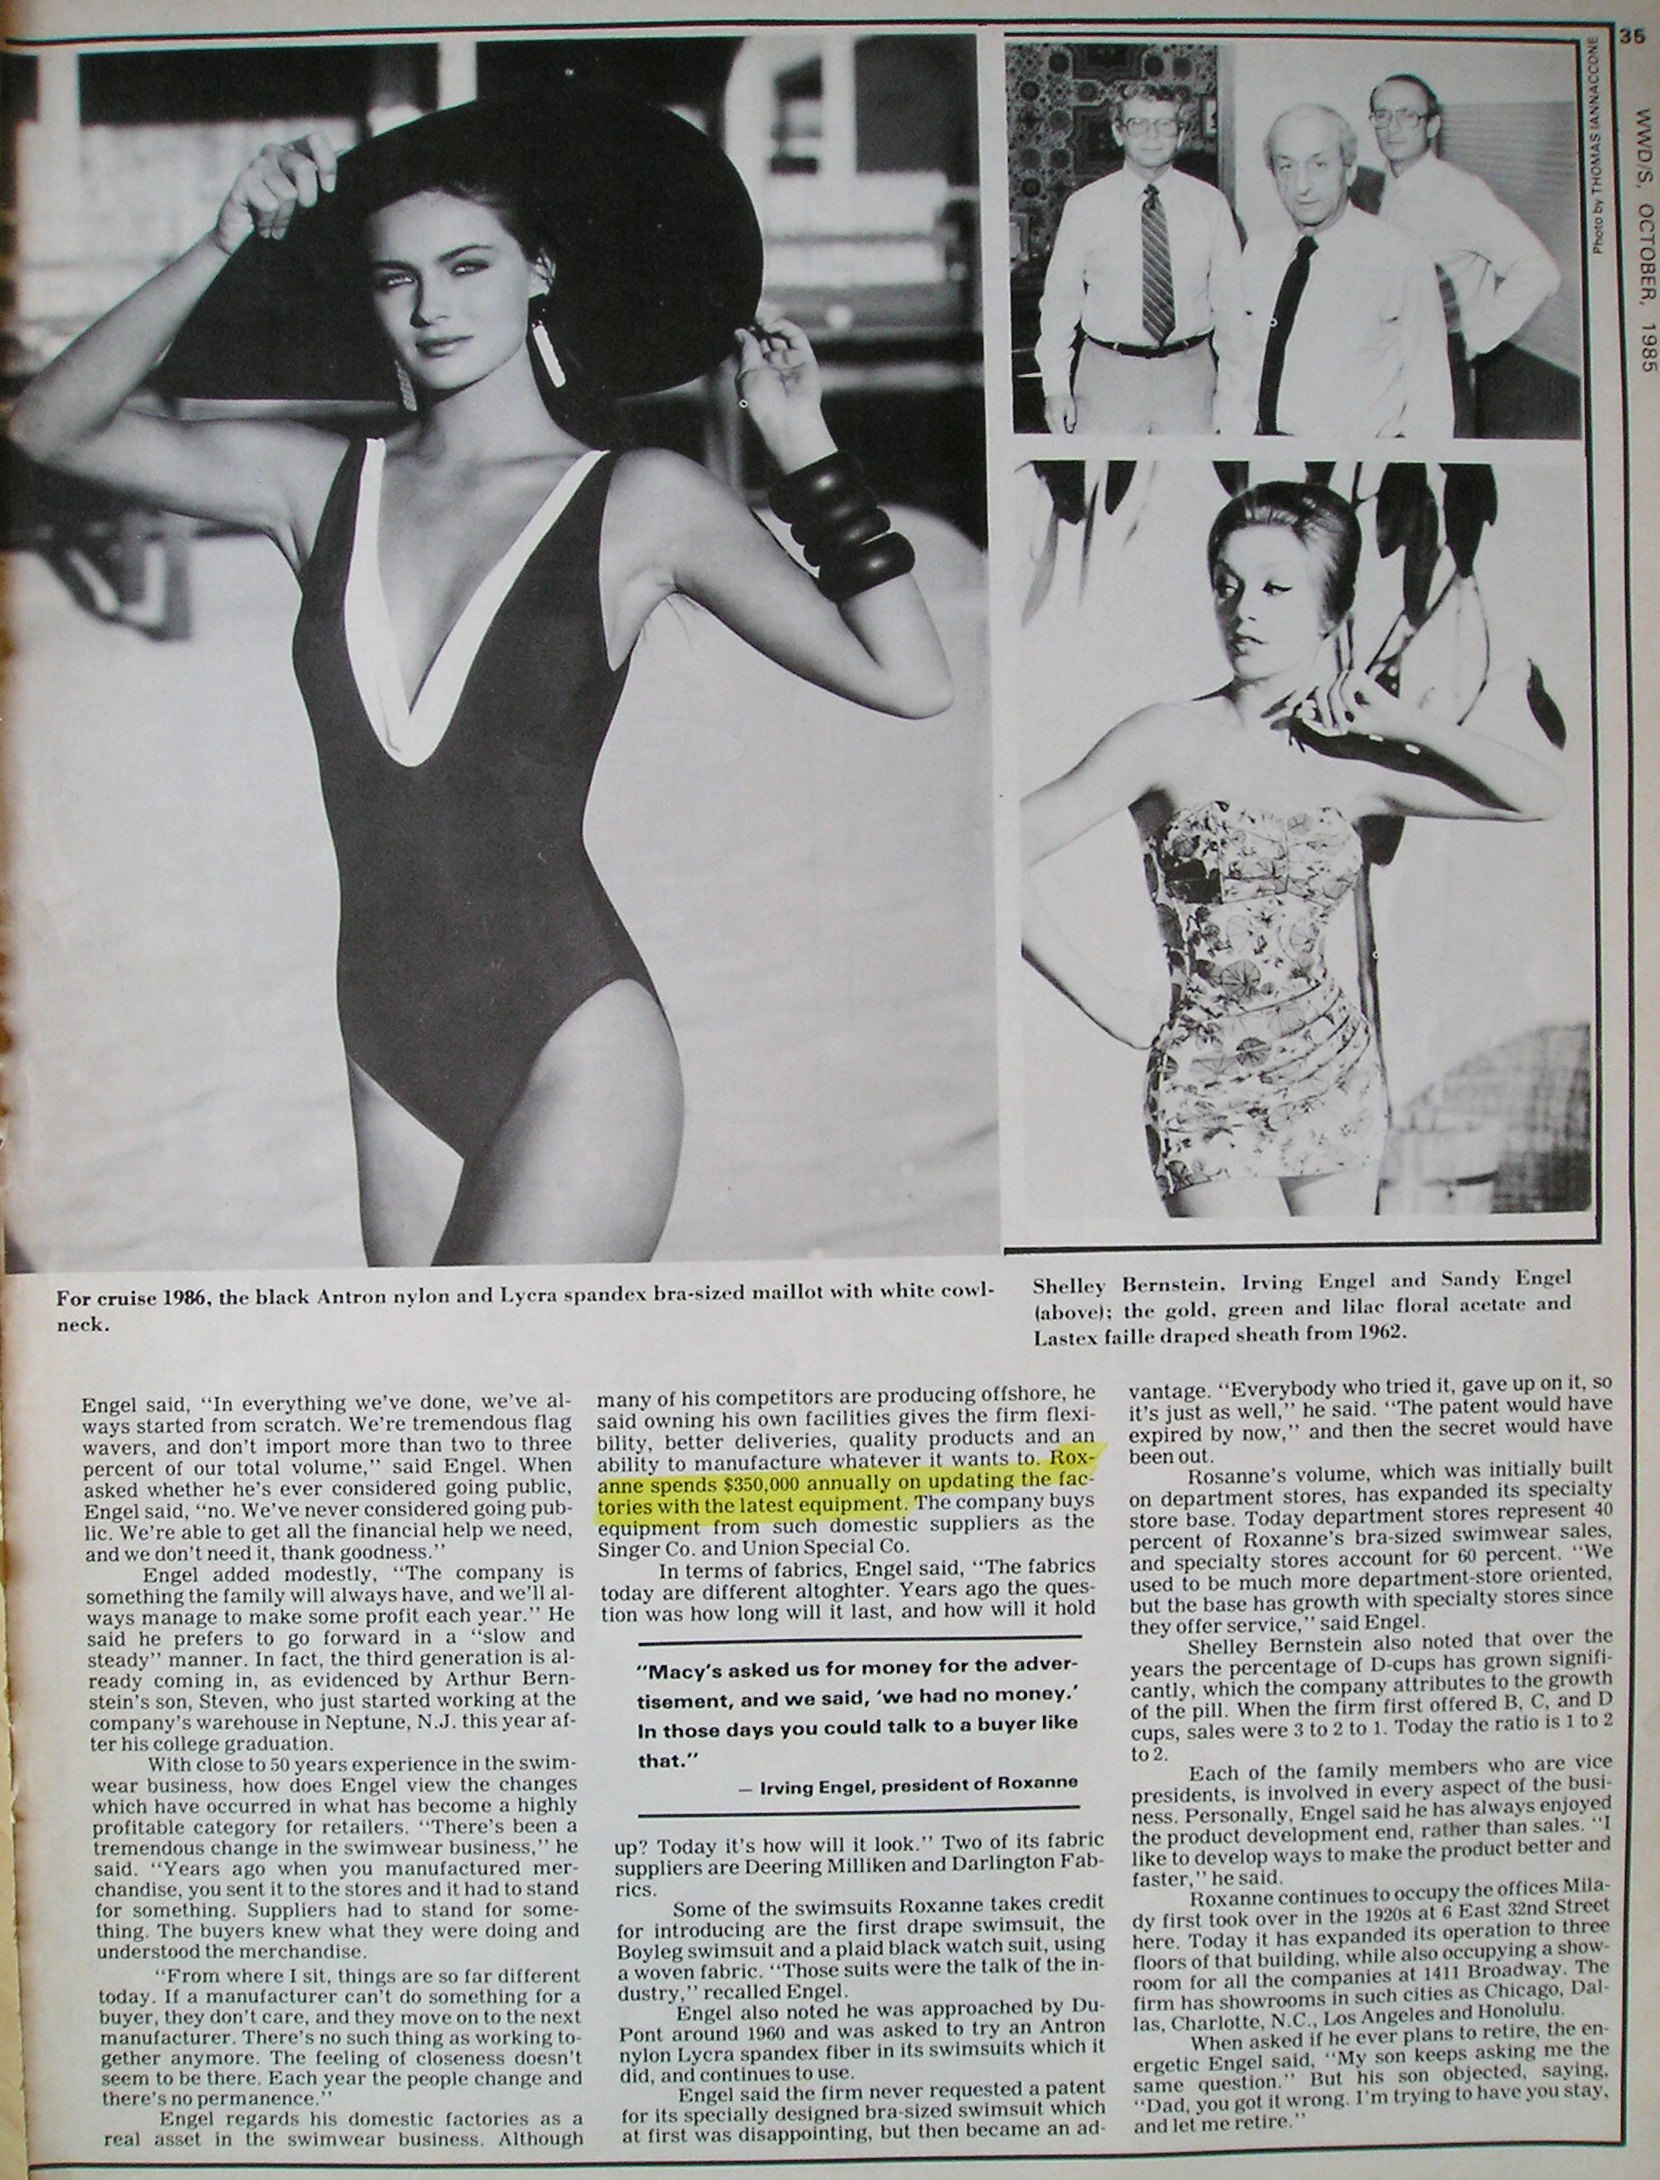 35
WWD/S, OCTOBER, 1985
Photo by THOMAS IANNACCONE
For cruise 1986, the black Antron nylon and Lycra spandex bra-sized maillot with white cowl-
neck.
Shelley Bernstein, Irving Engel and Sandy Engel
(above); the gold, green and lilac floral acetate and
Lastex faille draped sheath from 1962.
Engel said, "In everything we've done, we've al-
ways started from scratch. We're tremendous flag
wavers, and don't import more than two to three
percent of our total volume," said Engel. When
asked whether he's ever considered going public,
Engel said, "no. We've never considered going pub-
lic. We're able to get all the financial help we need,
and we don't need it, thank goodness."
Engel added modestly, "The company is
something the family will always have, and we'll al-
ways manage to make some profit each year." He
said he prefers to go forward in a "slow and
steady" manner. In fact, the third generation is al-
ready coming in, as evidenced by Arthur Bern-
stein's son, Steven, who just started working at the
company's warehouse in Neptune, N.J. this year af-
ter his college graduation.
With close to 50 years experience in the swim-
wear business, how does Engel view the changes
which have occurred in what has become a highly
profitable category for retailers. "There's been a
tremendous change in the swimwear business," he
said. "Years ago when you manufactured mer-
chandise, you sent it to the stores and it had to stand
for something. Suppliers had to stand for some-
thing. The buyers knew what they were doing and
understood the merchandise.
"From where I sit, things are so far different
today. If a manufacturer can't do something for a
buyer, they don't care, and they move on to the next
manufacturer. There's no such thing as working to-
gether anymore. The feeling of closeness doesn't
seem to be there. Each year the people change and
there's no permanence."
Engel regards his domestic factories as a
real asset in the swimwear business. Although
many of his competitors are producing offshore, he
said owning his own facilities gives the firm flexi-
bility, better deliveries, quality products and an
ability to manufacture whatever it wants to. Rox-
anne spends $350,000 annually on updating the fac-
tories with the latest equipment. The company buys
equipment from such domestic suppliers as the
Singer Co. and Union Special Co.
In terms of fabrics, Engel said, "The fabrics
today are different altoghter. Years ago the ques-
tion was how long will it last, and how will it hold
"Macy's asked us for money for the adver-
tisement, and we said, 'we had no money.'
In those days you could talk to a buyer like
that."
— Irving Engel, president of Roxanne
up? Today it's how will it look." Two of its fabric
suppliers are Deering Milliken and Darlington Fab-
rics.
Some of the swimsuits Roxanne takes credit
for introducing are the first drape swimsuit, the
Boyleg swimsuit and a plaid black watch suit, using
a woven fabric. "Those suits were the talk of the in-
dustry," recalled Engel.
Engel also noted he was approached by Du-
Pont around 1960 and was asked to try an Antron
nylon Lycra spandex fiber in its swimsuits which it
did, and continues to use.
Engel said the firm never requested a patent
for its specially designed bra-sized swimsuit which
at first was disappointing, but then became an ad-
vantage. "Everybody who tried it, gave up on it, so
it's just as well," he said. "The patent would have
expired by now," and then the secret would have
been out.
Rosanne's volume, which was initially built
on department stores, has expanded its specialty
store base. Today department stores represent 40
percent of Roxanne's bra-sized swimwear sales,
and specialty stores account for 60 percent. "We
used to be much more department-store oriented,
but the base has growth with specialty stores since
they offer service," said Engel.
Shelley Bernstein also noted that over the
years the percentage of D-cups has grown signifi-
cantly, which the company attributes to the growth
of the pill. When the firm first offered B, C, and D
cups, sales were 3 to 2 to 1. Today the ratio is 1 to 2
to 2.
Each of the family members who are vice
presidents, is involved in every aspect of the busi-
ness. Personally, Engel said he has always enjoyed
the product development end, rather than sales. "I
like to develop ways to make the product better and
faster," he said.
Roxanne continues to occupy the offices Mila-
dy first took over in the 1920s at 6 East 32nd Street
here. Today it has expanded its operation to three
floors of that building, while also occupying a show-
room for all the companies at 1411 Broadway. The
firm has showrooms in such cities as Chicago, Dal-
las, Charlotte, N.C., Los Angeles and Honolulu.
When asked if he ever plans to retire, the en-
ergetic Engel said, "My son keeps asking me the
same question." But his son objected, saying,
"Dad, you got it wrong. I'm trying to have you stay,
and let me retire."